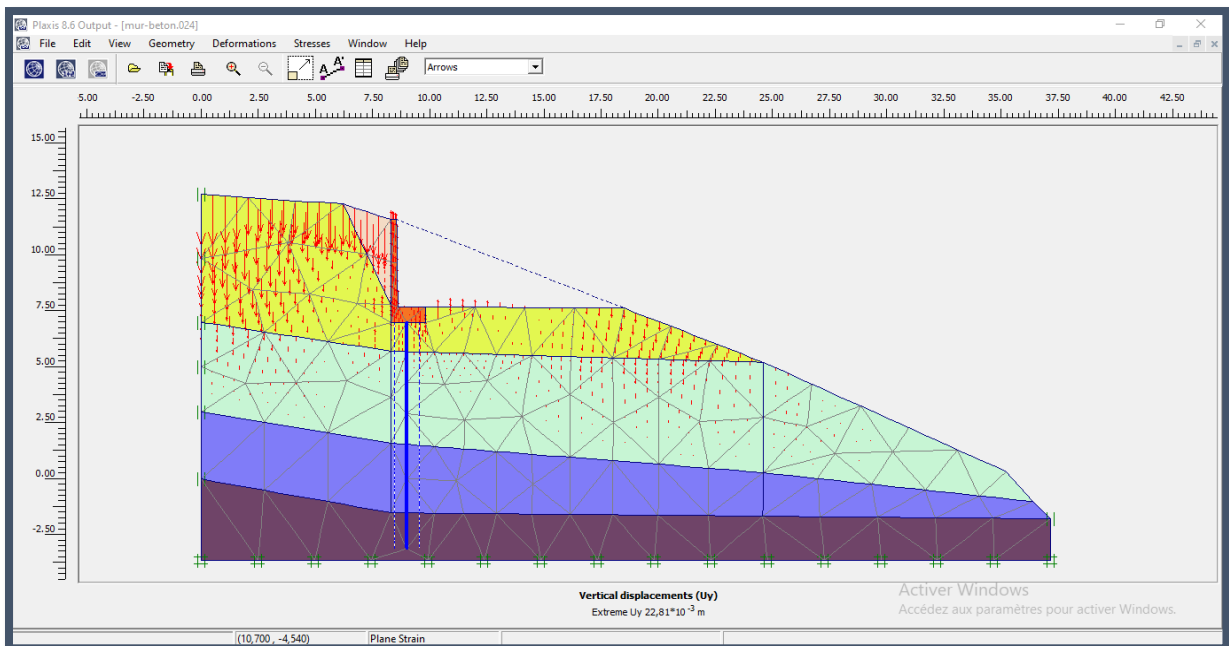 Plaxis 8.6 Output - [mur-beton.024]
File Edit View Geometry Deformations Stresses Window Help
A A' Arrows
5.00 -2.50 0.00 2.50 5.00 7.50 10.00 12.50 15.00 17.50 20.00 22.50 25.00 27.50 30.00 32.50 35.00 37.50 40.00 42.50
15.00
12.50
10.00
7.50
5.00
2.50
0.00
-2.50
Vertical displacements (Uy)
Extreme Uy 22,81*10⁻³ m
Activer Windows
Accédez aux paramètres pour activer Windows.
(10,700 , -4,540) Plane Strain